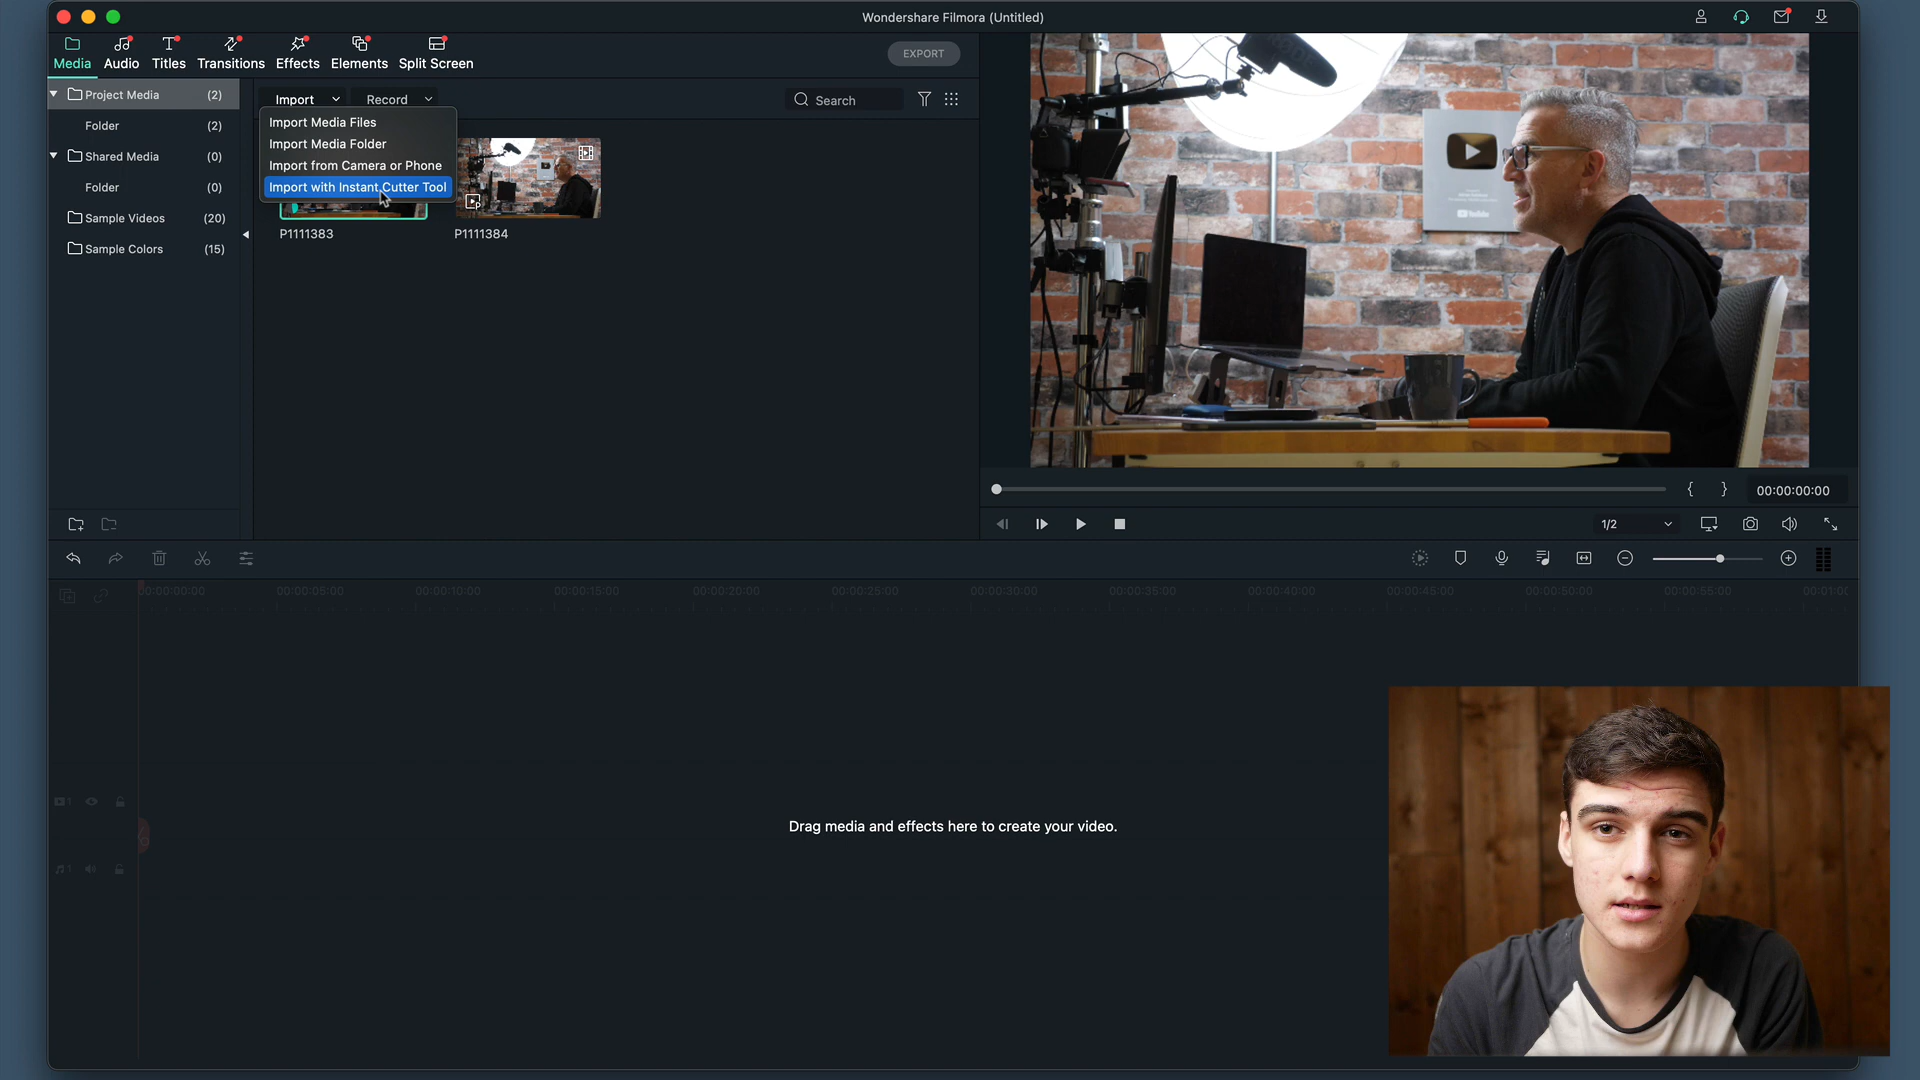 Wondershare Filmora (Untitled)
Media
Audio
Titles
Transitions
Effects
Elements
Split Screen
EXPORT
Project Media (2)
Folder (2)
Shared Media (0)
Folder (0)
Sample Videos (20)
Sample Colors (15)
Import
Record
Search
Import Media Files
Import Media Folder
Import from Camera or Phone
Import with Instant Cutter Tool
P1111383
P1111384
YouTube
{ } 00:00:00:00
1/2
00:00:00:00 00:00:05:00 00:00:10:00 00:00:15:00 00:00:20:00 00:00:25:00 00:00:30:00 00:00:35:00 00:00:40:00 00:00:45:00 00:00:50:00 00:00:55:00
1
Drag media and effects here to create your video.
1